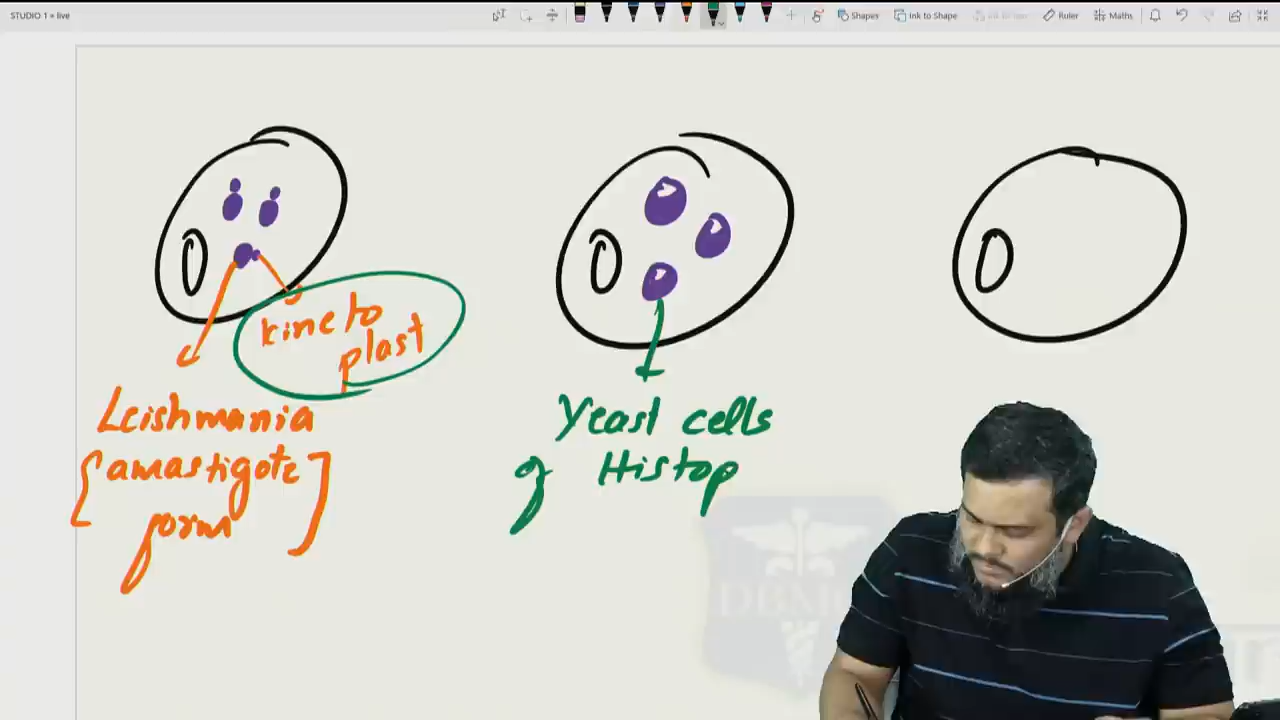 STUDIO 1 • live
Shapes
Ink to Shape
Ruler
Maths
kineto
plast
Leishmania
[amastigote
form]
Yeast cells
of Histop